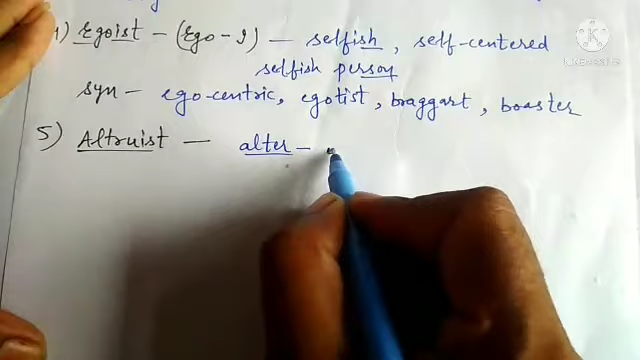 4) Egoist - (Ego - I) - selfish, self-centered
selfish person
syn - ego-centric, egotist, braggart, boaster
5) Altruist - alter -